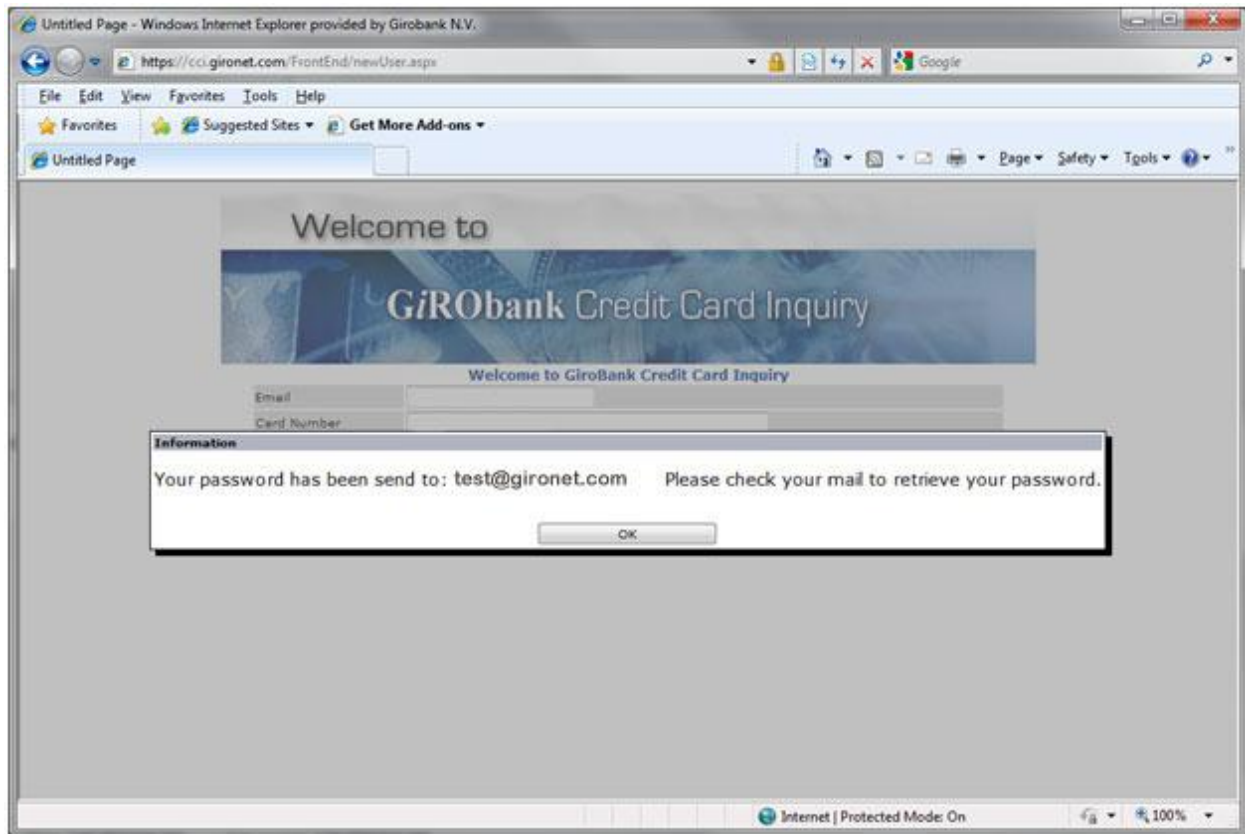 Untitled Page - Windows Internet Explorer provided by Girobank N.V.
https://cci.gironet.com/FrontEnd/newUser.aspx
Google
File Edit View Favorites Tools Help
Favorites Suggested Sites Get More Add-ons
Untitled Page
Page Safety Tools
Welcome to
GiRObank Credit Card Inquiry
Welcome to GiroBank Credit Card Inquiry
Email
Card Number
Information
Your password has been send to: test@gironet.com Please check your mail to retrieve your password.
OK
Internet | Protected Mode: On 100%